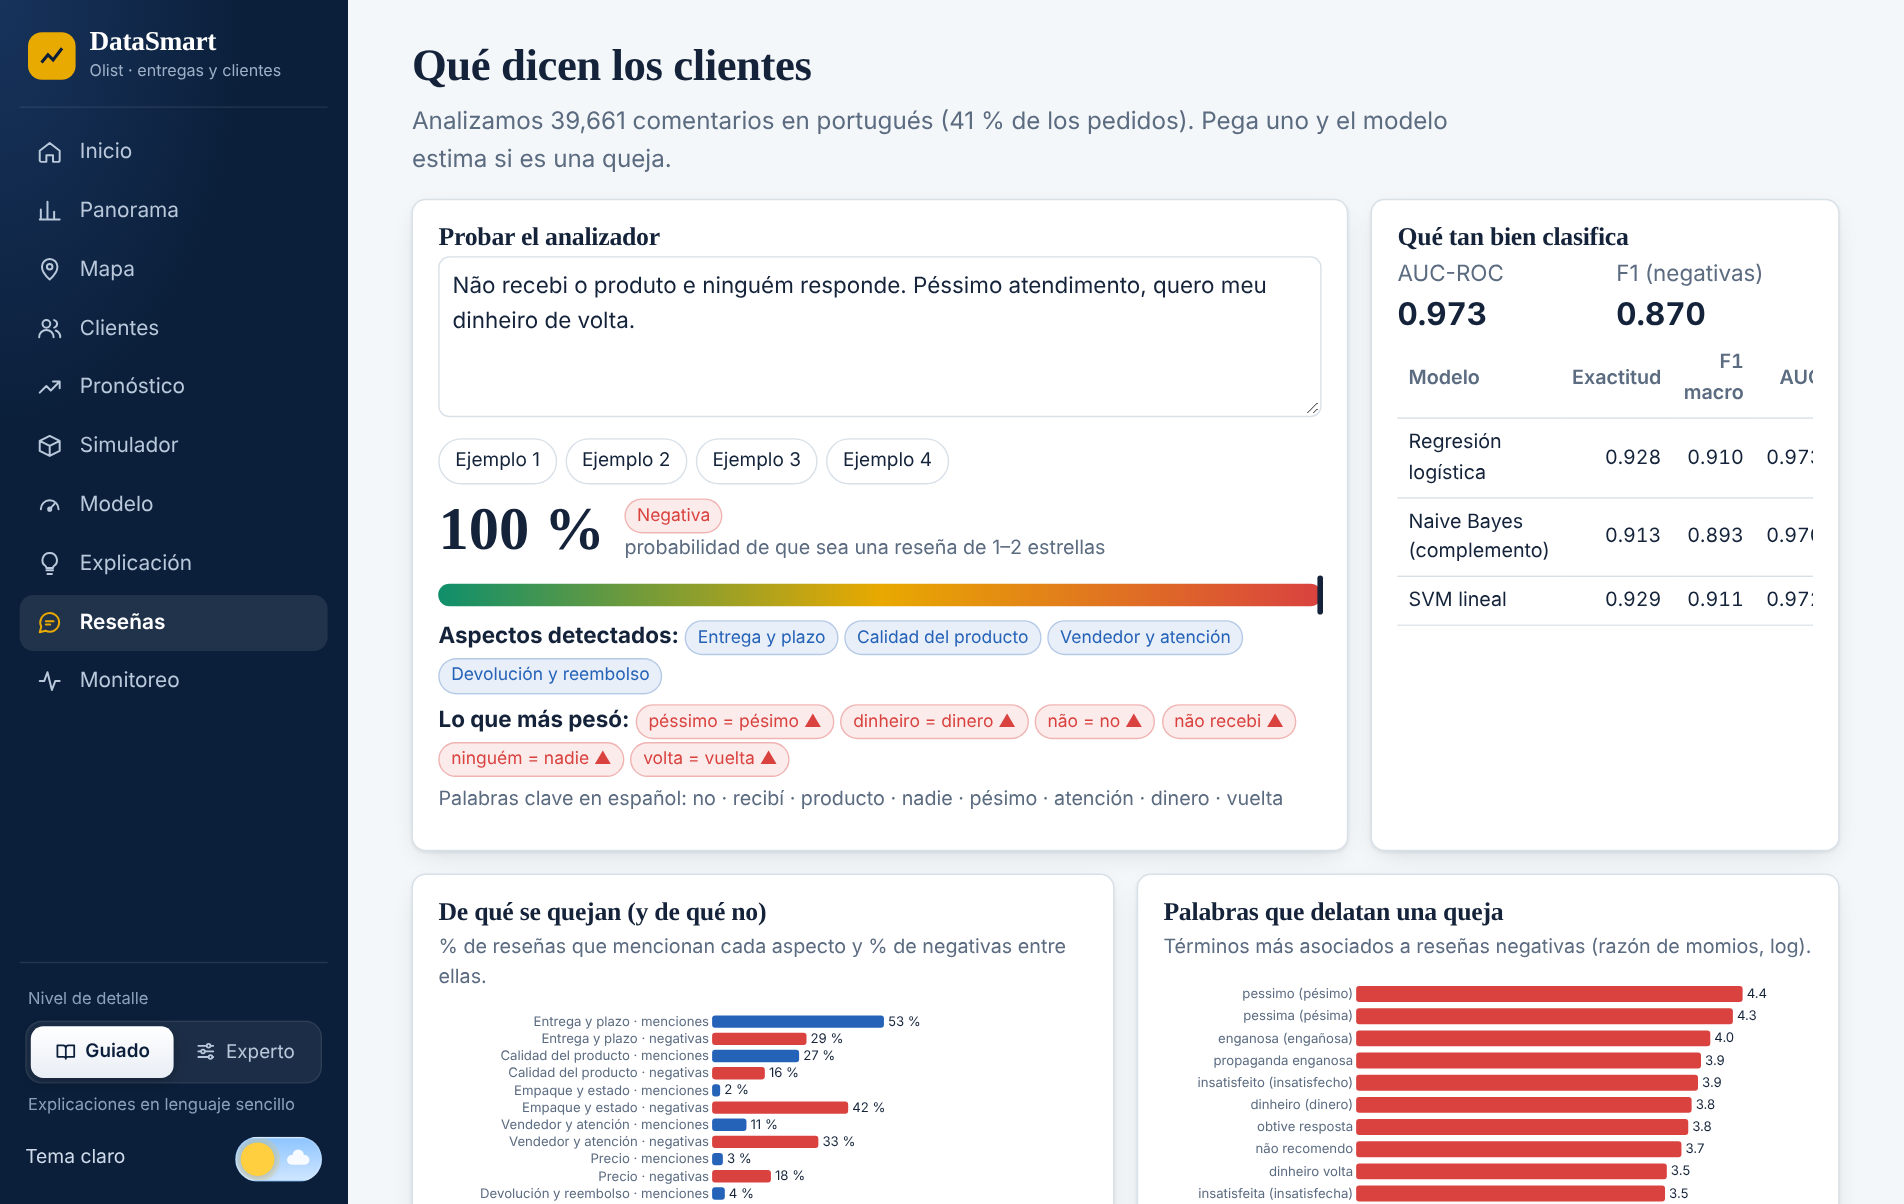 DataSmart
Olist · entregas y clientes
Inicio
Panorama
Mapa
Clientes
Pronóstico
Simulador
Modelo
Explicación
Reseñas
Monitoreo
Nivel de detalle
Guiado
Experto
Explicaciones en lenguaje sencillo
Tema claro
Qué dicen los clientes
Analizamos 39,661 comentarios en portugués (41 % de los pedidos). Pega uno y el modelo
estima si es una queja.
Probar el analizador
Não recebi o produto e ninguém responde. Péssimo atendimento, quero meu
dinheiro de volta.
Ejemplo 1 Ejemplo 2 Ejemplo 3 Ejemplo 4
100 %
Negativa
probabilidad de que sea una reseña de 1–2 estrellas
Aspectos detectados: Entrega y plazo Calidad del producto Vendedor y atención
Devolución y reembolso
Lo que más pesó: péssimo = pésimo ▲ dinheiro = dinero ▲ não = no ▲ não recebi ▲
ninguém = nadie ▲ volta = vuelta ▲
Palabras clave en español: no · recibí · producto · nadie · pésimo · atención · dinero · vuelta
Qué tan bien clasifica
AUC-ROC F1 (negativas)
0.973 0.870
Modelo Exactitud F1 macro
Regresión logística 0.928 0.910
Naive Bayes (complemento) 0.913 0.893
SVM lineal 0.929 0.911
De qué se quejan (y de qué no)
% de reseñas que mencionan cada aspecto y % de negativas entre
ellas.
Entrega y plazo · menciones 53 %
Entrega y plazo · negativas 29 %
Calidad del producto · menciones 27 %
Calidad del producto · negativas 16 %
Empaque y estado · menciones 2 %
Empaque y estado · negativas 42 %
Vendedor y atención · menciones 11 %
Vendedor y atención · negativas 33 %
Precio · menciones 3 %
Precio · negativas 18 %
Devolución y reembolso · menciones 4 %
Palabras que delatan una queja
Términos más asociados a reseñas negativas (razón de momios, log).
pessimo (pésimo) 4.4
pessima (pésima) 4.3
enganosa (engañosa) 4.0
propaganda enganosa 3.9
insatisfeito (insatisfecho) 3.9
dinheiro (dinero) 3.8
obtive resposta 3.8
não recomendo 3.7
dinheiro volta 3.5
insatisfeita (insatisfecha) 3.5